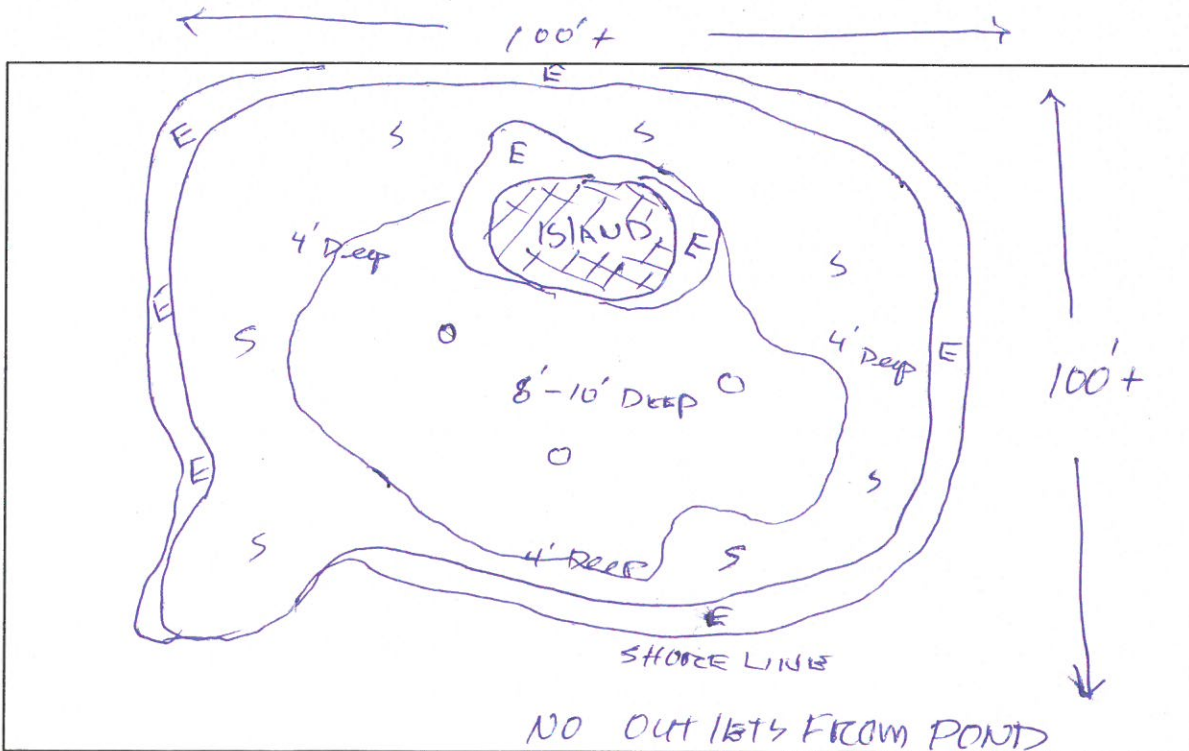 100'+
E
E
S
S
E
ISLAND
E
4' Deep
S
E
S
4' Deep
E
100'+
8'-10' DEEP
E
S
S
4' Deep
S
E
SHORE LINE
NO OUTLETS FROM POND